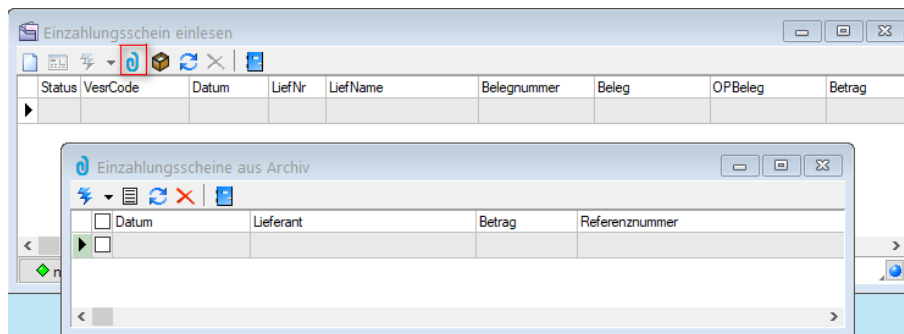 Einzahlungsschein einlesen
Status VesrCode Datum LiefNr LiefName Belegnummer Beleg OPBeleg Betrag
Einzahlungsscheine aus Archiv
Datum Lieferant Betrag Referenznummer